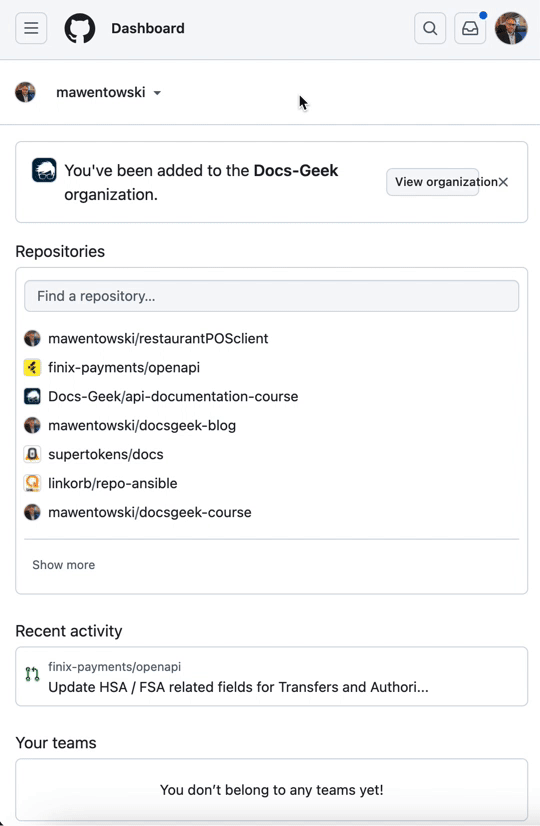 Dashboard
mawentowski
You've been added to the Docs-Geek
organization.
View organization
Repositories
Find a repository...
mawentowski/restaurantPOSclient
finix-payments/openapi
Docs-Geek/api-documentation-course
mawentowski/docsgeek-blog
supertokens/docs
linkorb/repo-ansible
mawentowski/docsgeek-course
Show more
Recent activity
finix-payments/openapi
Update HSA / FSA related fields for Transfers and Authori...
Your teams
You don’t belong to any teams yet!